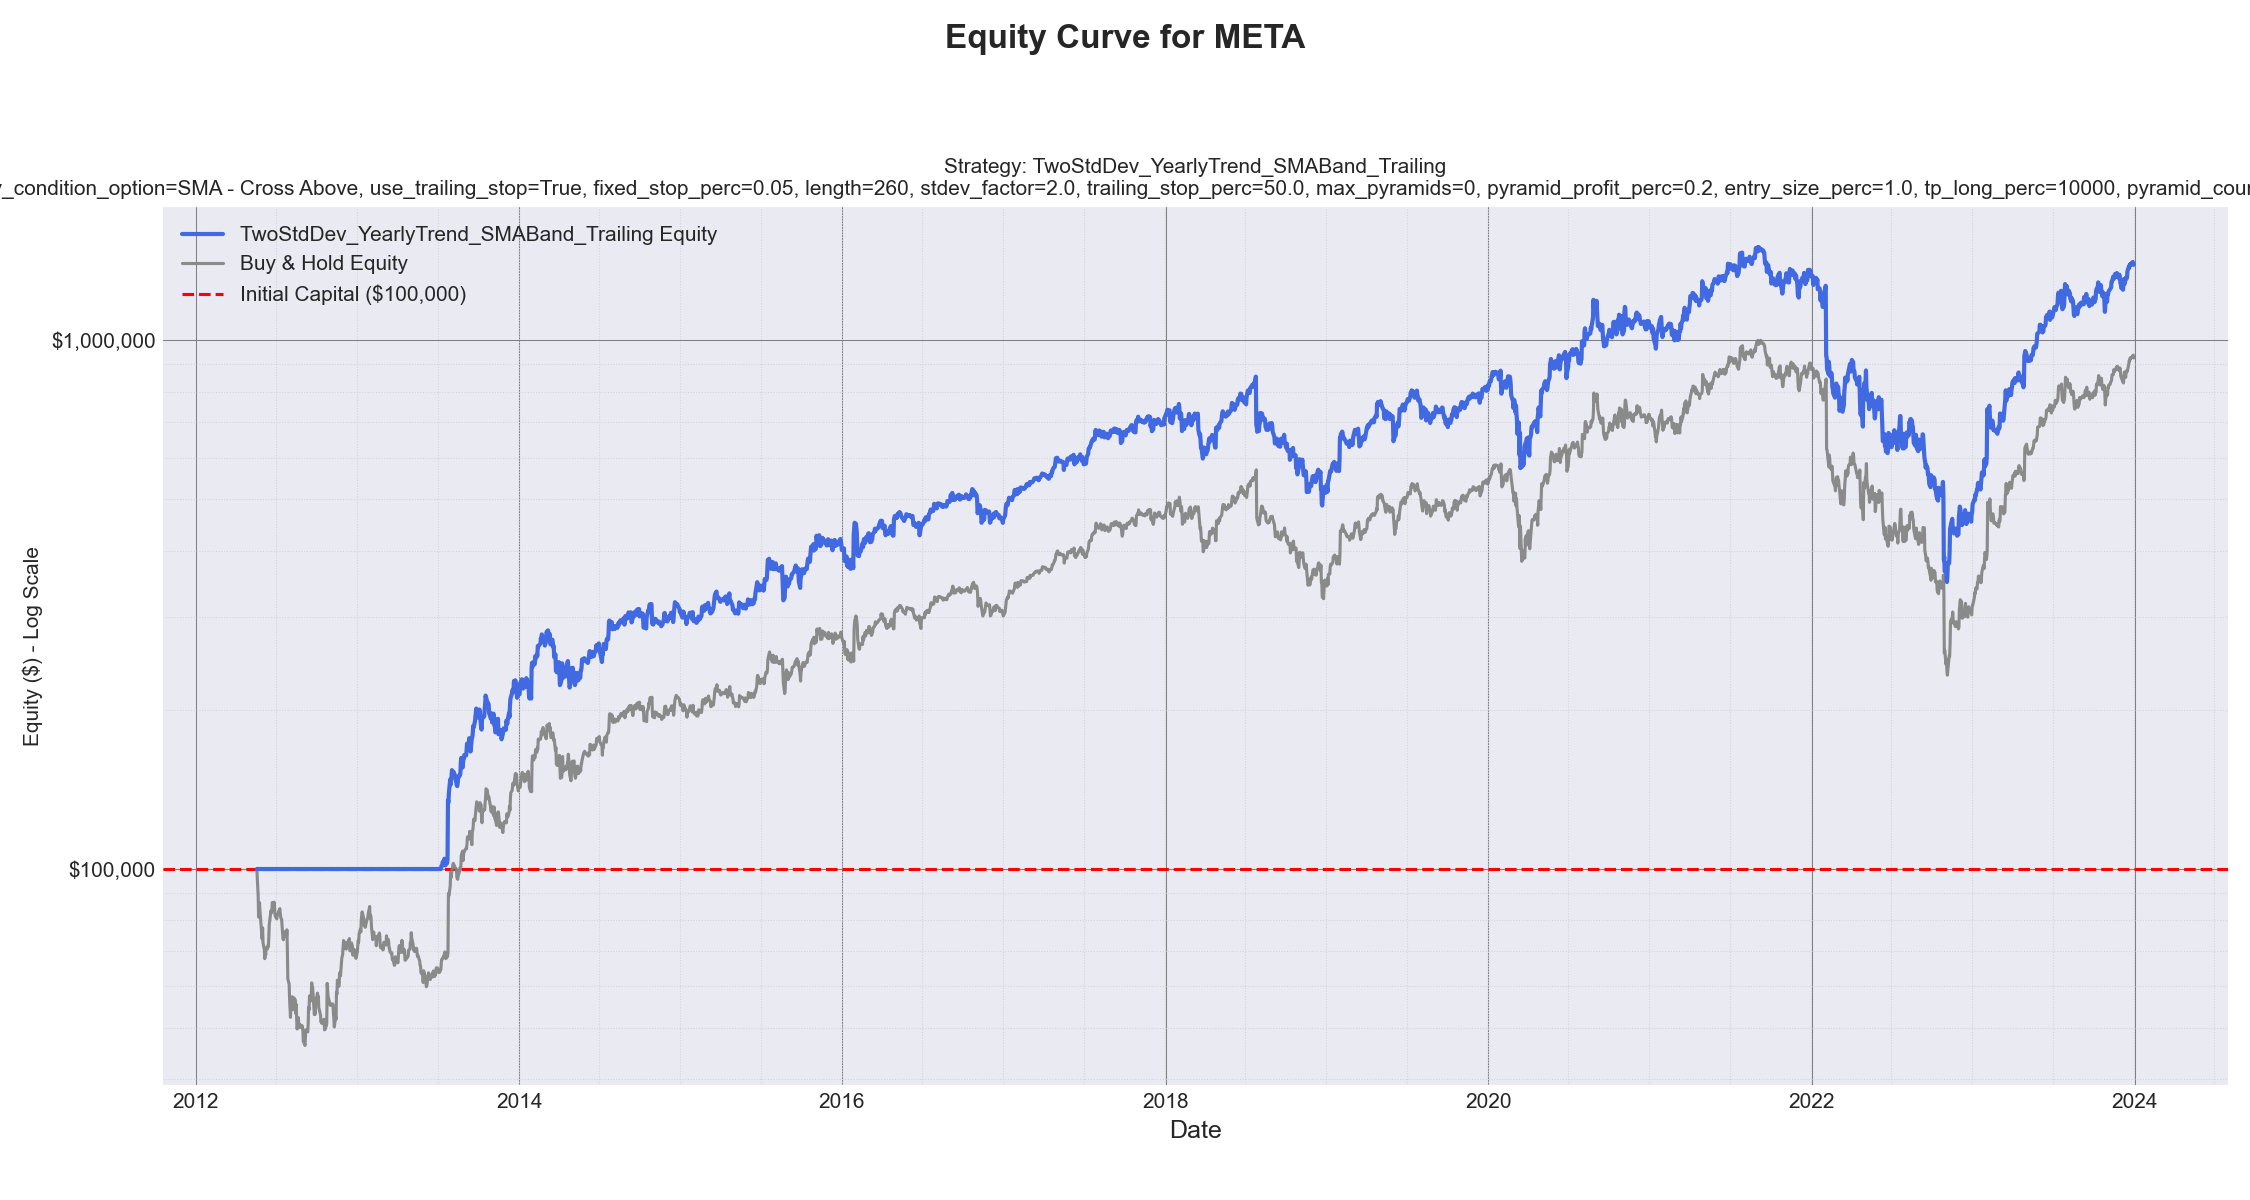 Equity Curve for META
Strategy: TwoStdDev_YearlyTrend_SMABand_Trailing
_condition_option=SMA - Cross Above, use_trailing_stop=True, fixed_stop_perc=0.05, length=260, stdev_factor=2.0, trailing_stop_perc=50.0, max_pyramids=0, pyramid_profit_perc=0.2, entry_size_perc=1.0, tp_long_perc=10000, pyramid_cou
TwoStdDev_YearlyTrend_SMABand_Trailing Equity
Buy & Hold Equity
Initial Capital ($100,000)
$1,000,000
$100,000
Equity ($) - Log Scale
2012 2014 2016 2018 2020 2022 2024
Date